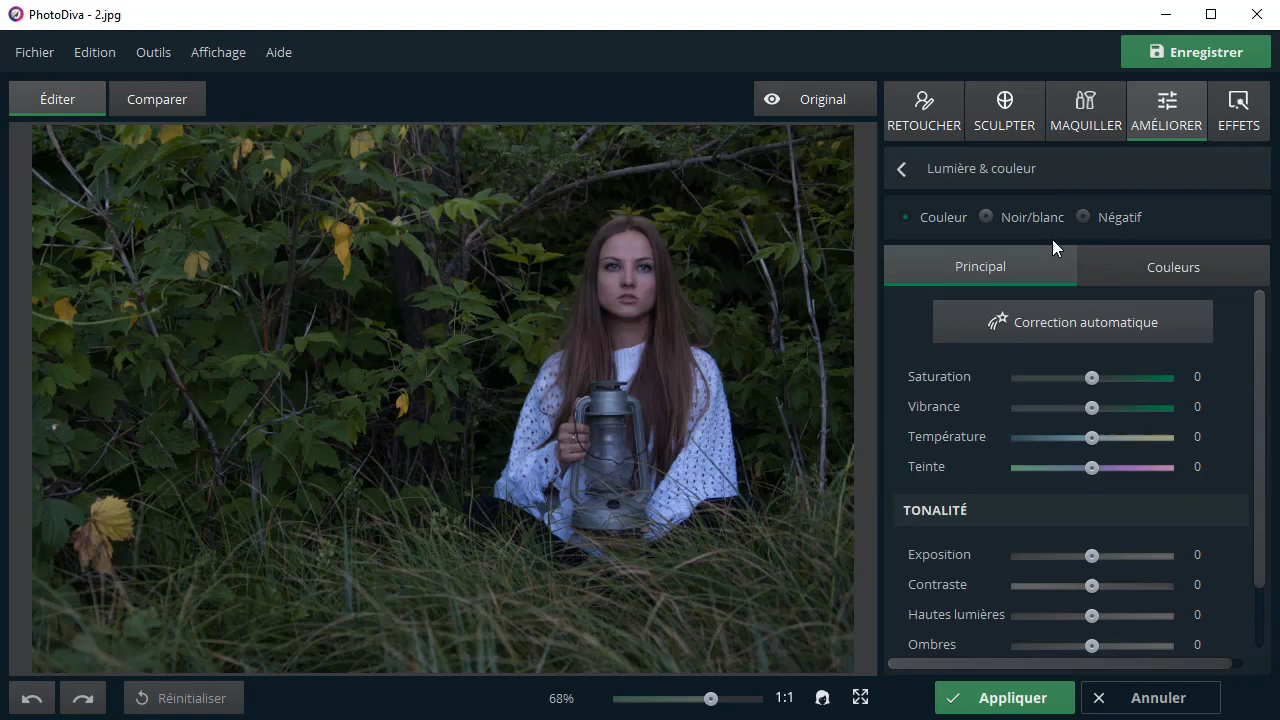 PhotoDiva - 2.jpg
Fichier Edition Outils Affichage Aide Enregistrer
Éditer Comparer Original
RETOUCHER SCULPTER MAQUILLER AMÉLIORER EFFETS
Lumière & couleur
Couleur Noir/blanc Négatif
Principal Couleurs
Correction automatique
Saturation 0
Vibrance 0
Température 0
Teinte 0
TONALITÉ
Exposition 0
Contraste 0
Hautes lumières 0
Ombres 0
Réinitialiser 68% 1:1 Appliquer Annuler